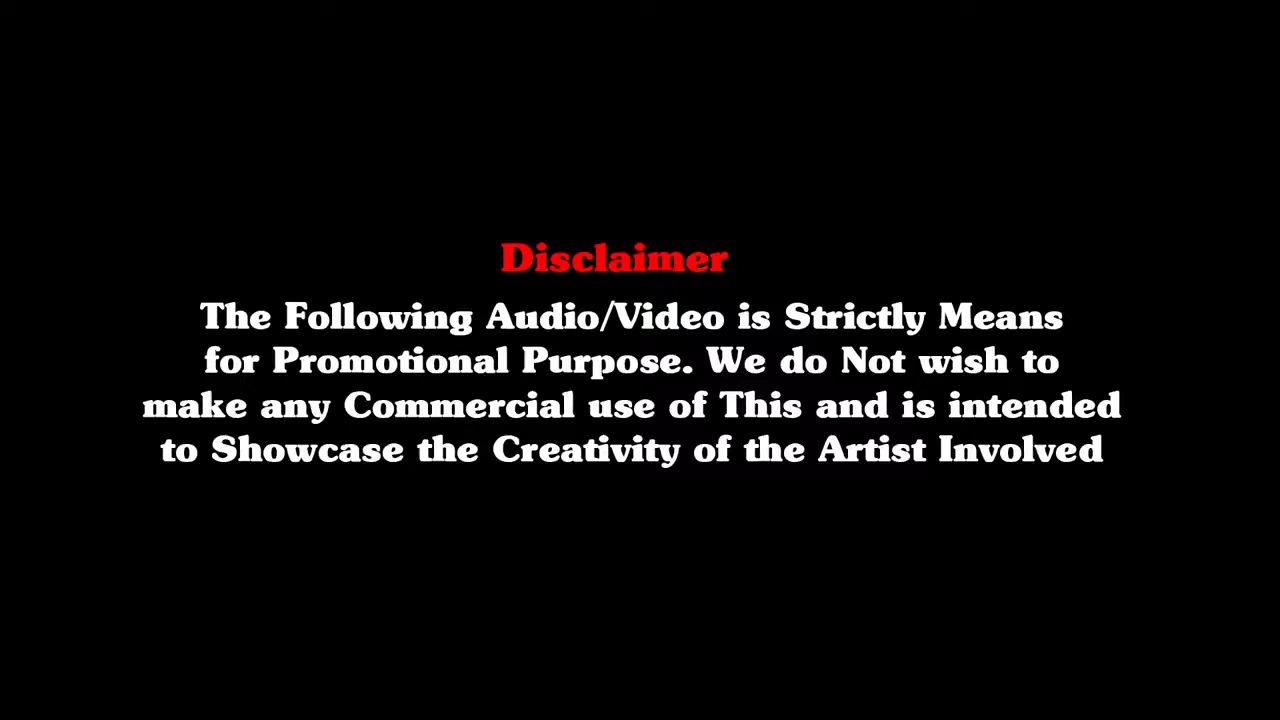 Disclaimer
The Following Audio/Video is Strictly Means
for Promotional Purpose. We do Not wish to
make any Commercial use of This and is intended
to Showcase the Creativity of the Artist Involved